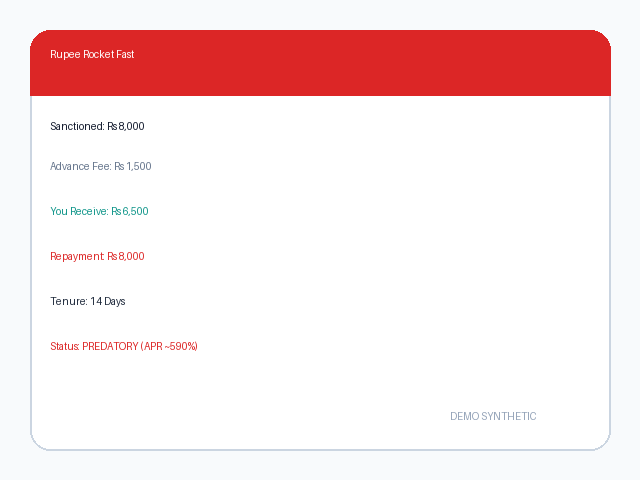 Rupee Rocket Fast
Sanctioned: Rs 8,000
Advance Fee: Rs 1,500
You Receive: Rs 6,500
Repayment: Rs 8,000
Tenure: 14 Days
Status: PREDATORY (APR ~590%)
DEMO SYNTHETIC